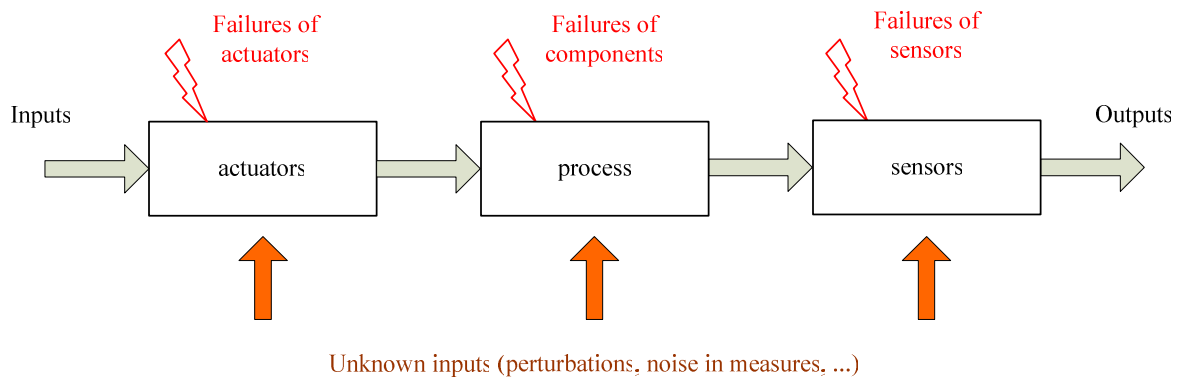 Failures of
actuators
Failures of
components
Failures of
sensors
Inputs
Outputs
actuators
process
sensors
Unknown inputs (perturbations, noise in measures, ...)